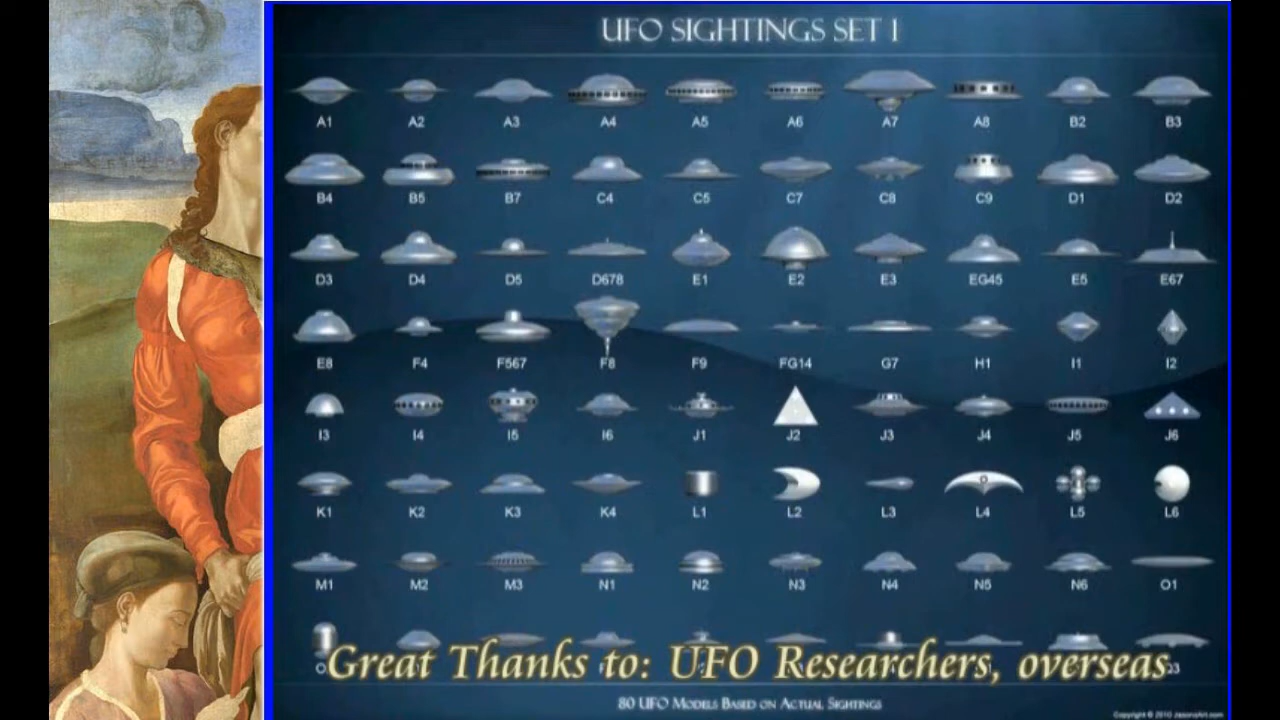 UFO SIGHTINGS SET I
A1 A2 A3 A4 A5 A6 A7 A8 B2 B3
B4 B5 B7 C4 C5 C7 C8 C9 D1 D2
D3 D4 D5 D678 E1 E2 E3 EG45 E5 E67
E8 F4 F567 F8 F9 FG14 G7 H1 I1 I2
I3 I4 I5 I6 J1 J2 J3 J4 J5 J6
K1 K2 K3 K4 L1 L2 L3 L4 L5 L6
M1 M2 M3 N1 N2 N3 N4 N5 N6 O1
Great Thanks to: UFO Researchers, overseas
80 UFO Models Based on Actual Sightings
Copyright © 2010 JasonsArt.com